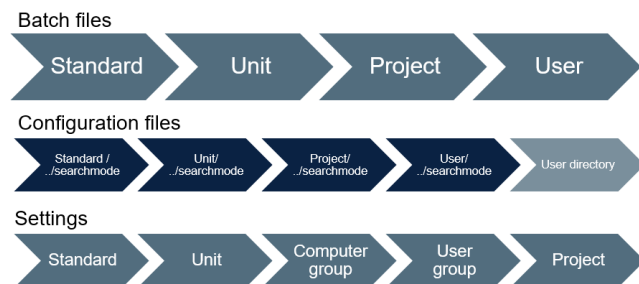 Batch files
Standard
Unit
Project
User
Configuration files
Standard /
../searchmode
Unit/
../searchmode
Project/
../searchmode
User/
../searchmode
User directory
Settings
Standard
Unit
Computer
group
User
group
Project